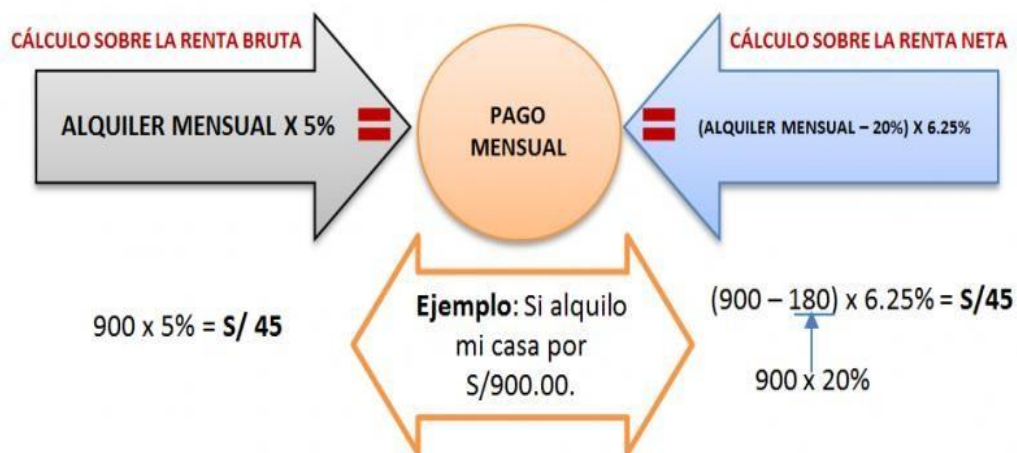 CÁLCULO SOBRE LA RENTA BRUTA
ALQUILER MENSUAL X 5%
=
PAGO
MENSUAL
CÁLCULO SOBRE LA RENTA NETA
=
(ALQUILER MENSUAL – 20%) X 6.25%
900 x 5% = S/ 45
Ejemplo: Si alquilo
mi casa por
S/900.00.
(900 – 180) x 6.25% = S/45
900 x 20%